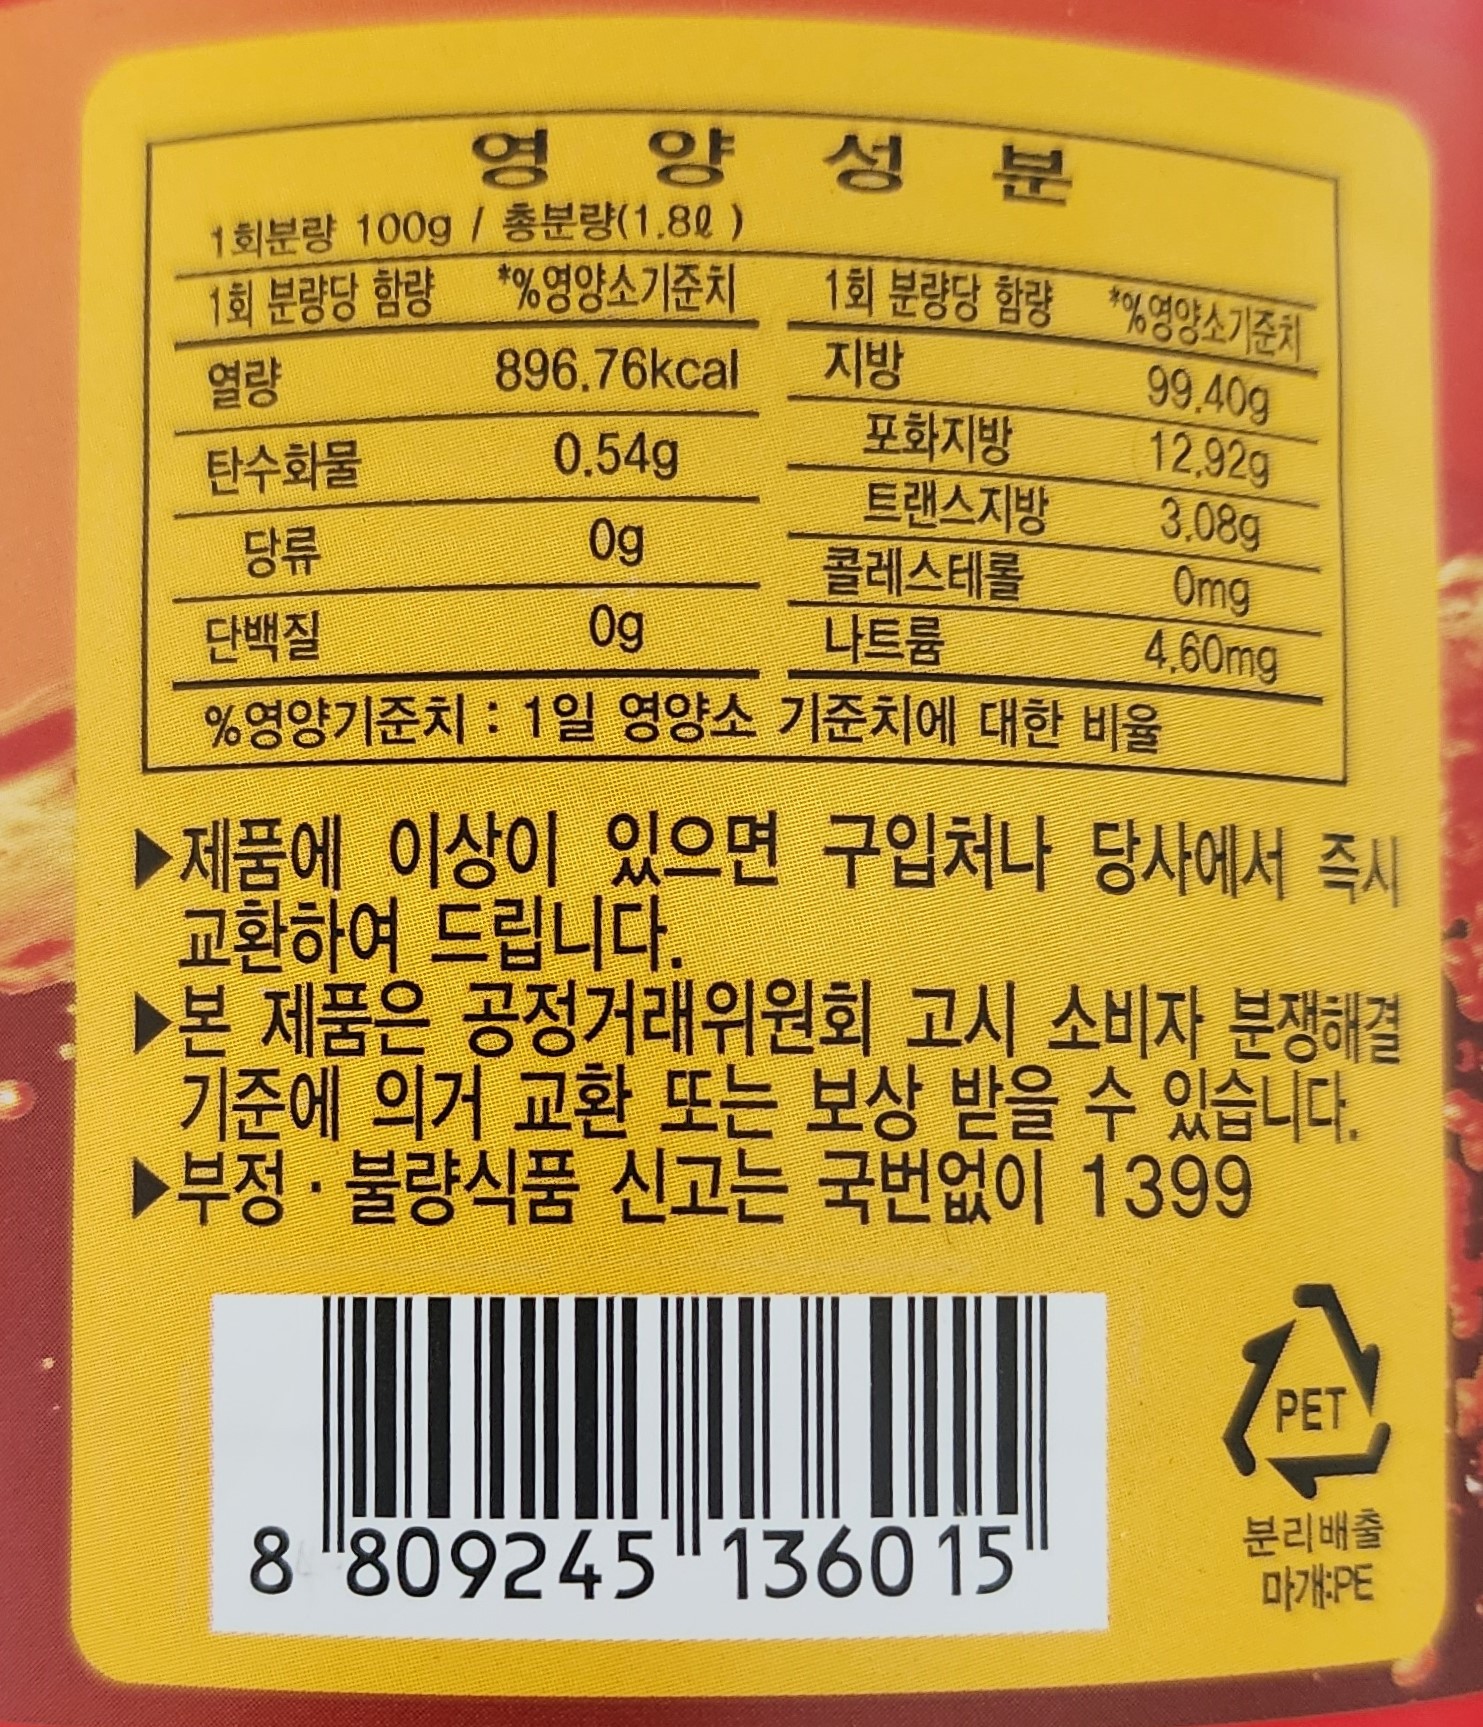 영 양 성 분
1회분량 100g / 총분량(1.8ℓ)
1회 분량당 함량 *%영양소기준치 1회 분량당 함량 *%영양소기준치
열량 896.76kcal 지방 99.40g
탄수화물 0.54g 포화지방 12.92g
당류 0g 트랜스지방 3.08g
단백질 0g 콜레스테롤 0mg
나트륨 4.60mg
%영양기준치 : 1일 영양소 기준치에 대한 비율
▶제품에 이상이 있으면 구입처나 당사에서 즉시
교환하여 드립니다.
▶본 제품은 공정거래위원회 고시 소비자 분쟁해결
기준에 의거 교환 또는 보상 받을 수 있습니다.
▶부정·불량식품 신고는 국번없이 1399
PET
분리배출
마개:PE
8 809245 136015